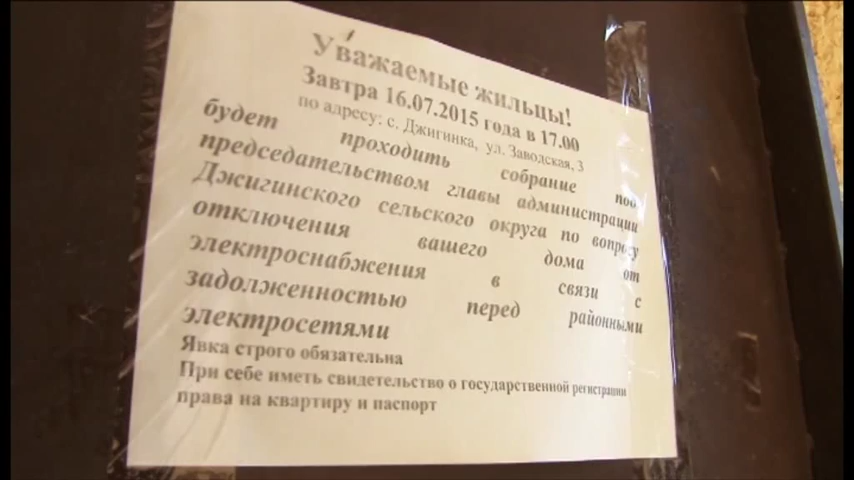 Уважаемые жильцы!
Завтра 16.07.2015 года в 17.00
по адресу: с. Джигинка, ул. Заводская, 3
будет проходить собрание под
председательством главы администрации
Джигинского сельского округа по вопросу
отключения вашего дома от
электроснабжения в связи с
задолженностью перед районными
электросетями
Явка строго обязательна
При себе иметь свидетельство о государственной регистрации
права на квартиру и паспорт